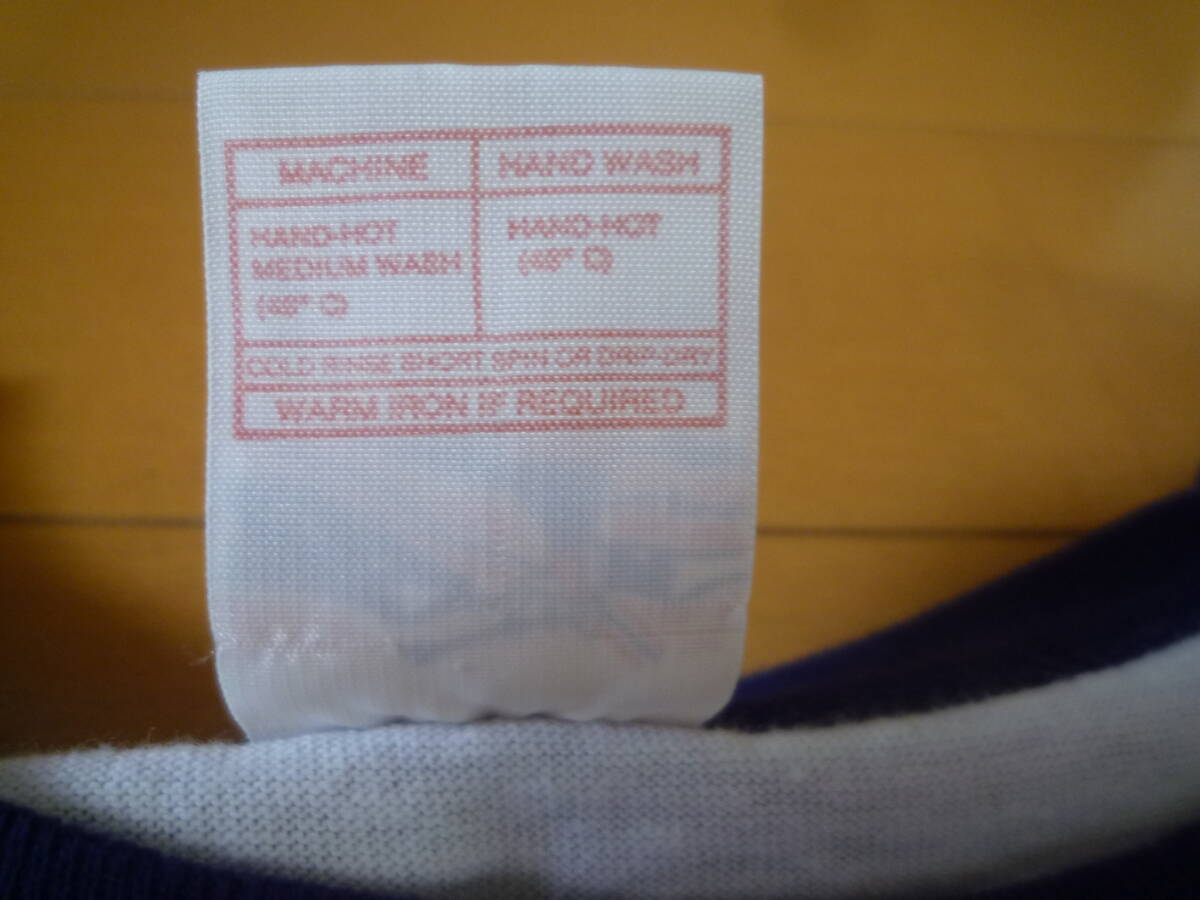 MACHINE
HAND WASH
HAND-HOT
MEDIUM WASH
(48° C)
HAND-HOT
(48° C)
COLD RINSE SHORT SPIN OR DRIP-DRY
WARM IRON IF REQUIRED